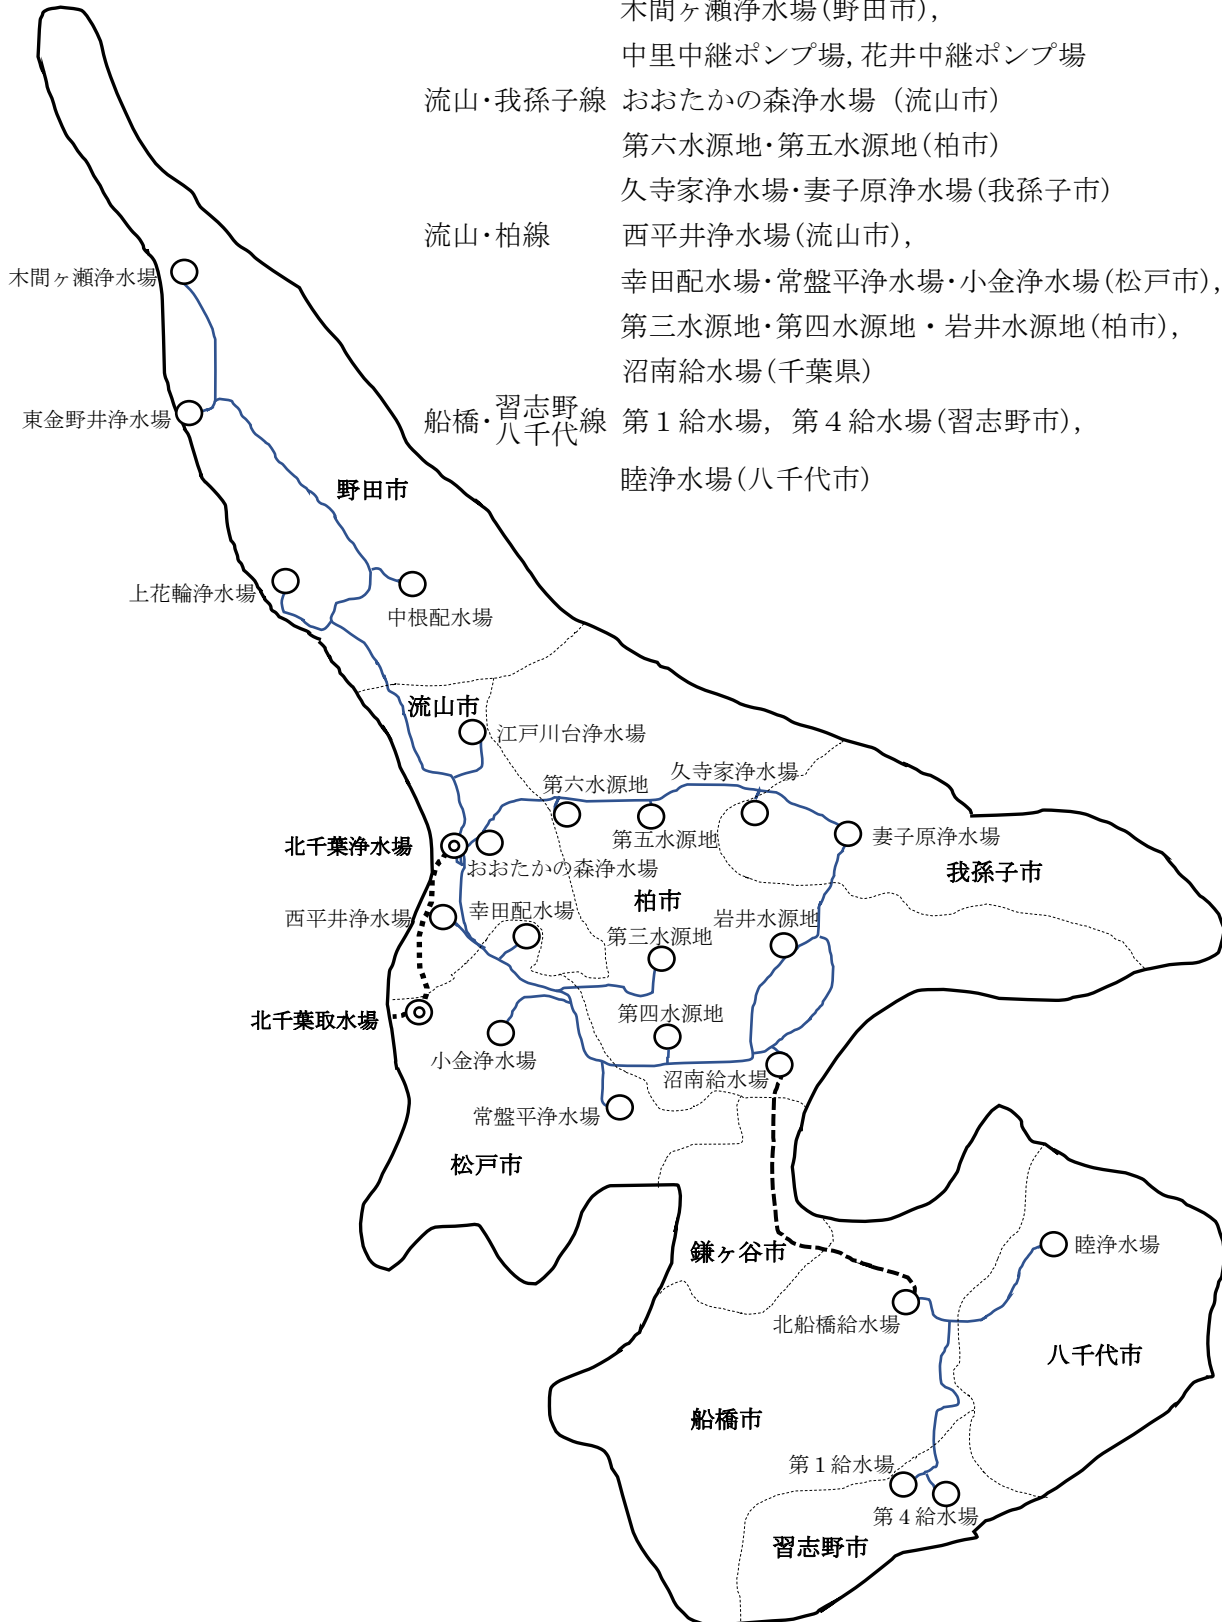 木間ヶ瀬浄水場(野田市),
中里中継ポンプ場, 花井中継ポンプ場
流山・我孫子線 おおたかの森浄水場（流山市）
第六水源地・第五水源地(柏市)
久寺家浄水場・妻子原浄水場(我孫子市)
流山・柏線 西平井浄水場(流山市),
幸田配水場・常盤平浄水場・小金浄水場(松戸市),
第三水源地・第四水源地・岩井水源地(柏市),
沼南給水場(千葉県)
船橋・習志野八千代線 第１給水場, 第４給水場(習志野市),
睦浄水場(八千代市)
木間ヶ瀬浄水場
東金野井浄水場
野田市
上花輪浄水場
中根配水場
流山市
江戸川台浄水場
久寺家浄水場
第六水源地
第五水源地
妻子原浄水場
北千葉浄水場
おおたかの森浄水場
我孫子市
柏市
西平井浄水場
幸田配水場
岩井水源地
第三水源地
第四水源地
北千葉取水場
小金浄水場
沼南給水場
常盤平浄水場
松戸市
鎌ヶ谷市
睦浄水場
北船橋給水場
八千代市
船橋市
第１給水場
第４給水場
習志野市